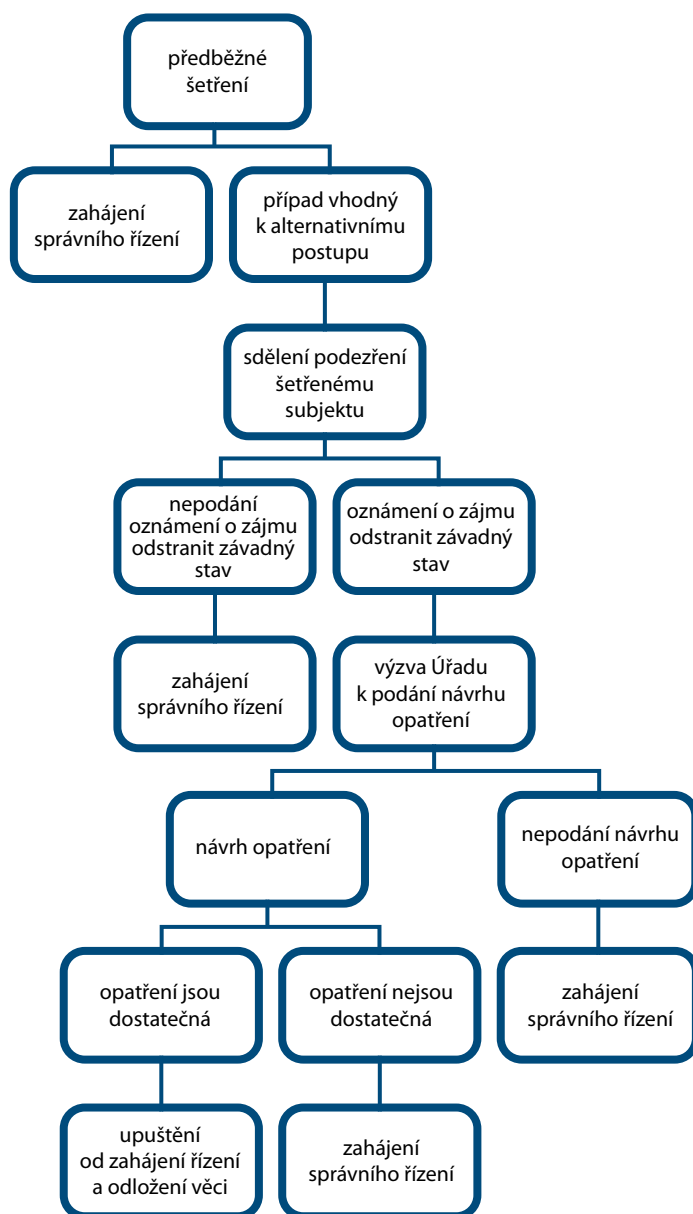 předběžné
šetření
zahájení
správního řízení
případ vhodný
k alternativnímu
postupu
sdělení podezření
šetřenému
subjektu
nepodání
oznámení o zájmu
odstranit závadný
stav
oznámení o zájmu
odstranit závadný
stav
zahájení
správního řízení
výzva Úřadu
k podání návrhu
opatření
návrh opatření
nepodání návrhu
opatření
opatření jsou
dostatečná
opatření nejsou
dostatečná
zahájení
správního řízení
upuštění
od zahájení řízení
a odložení věci
zahájení
správního řízení